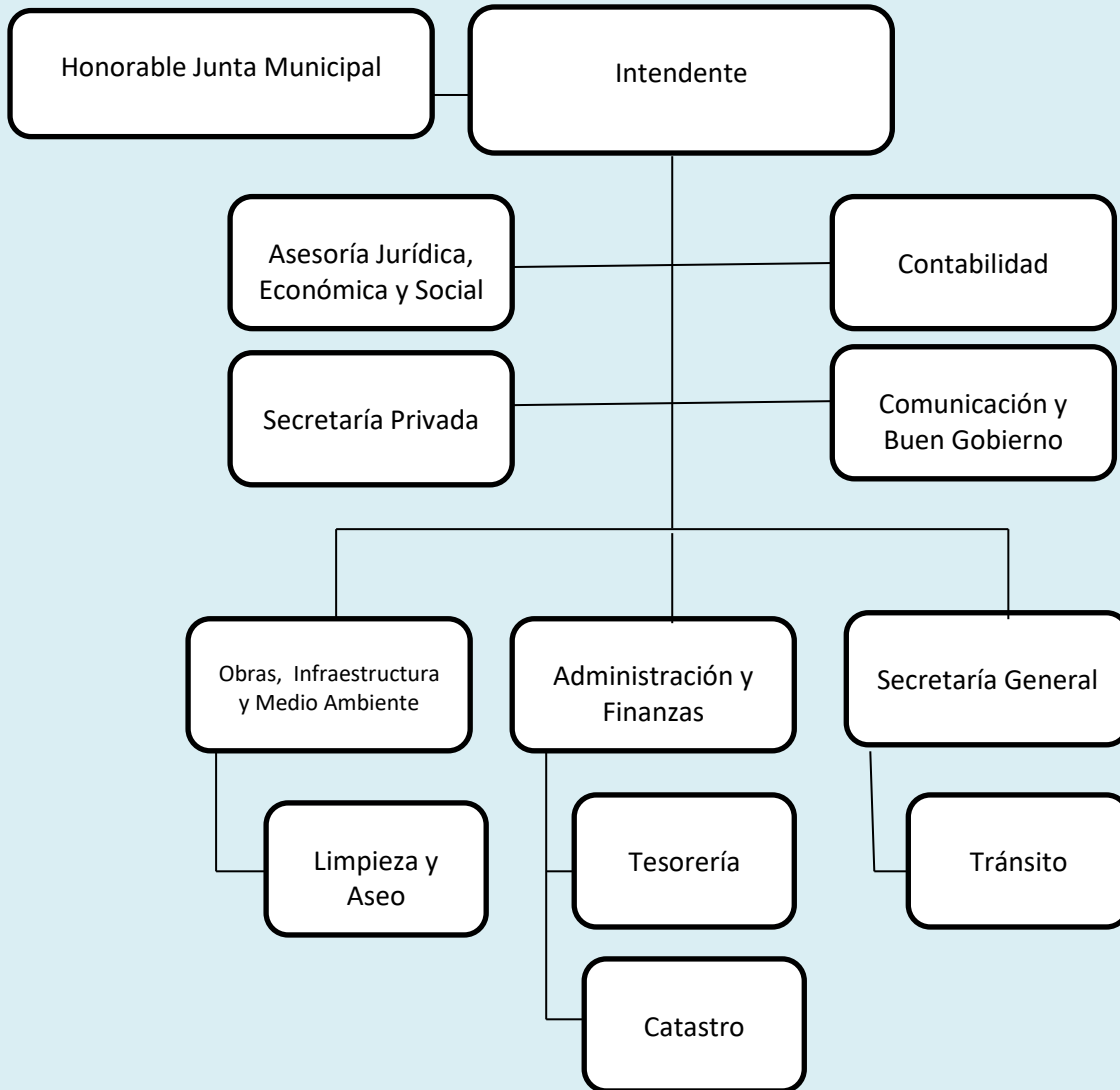 Honorable Junta Municipal
Intendente
Asesoría Jurídica,
Económica y Social
Contabilidad
Secretaría Privada
Comunicación y
Buen Gobierno
Obras,  Infraestructura
y Medio Ambiente
Administración y
Finanzas
Secretaría General
Limpieza y
Aseo
Tesorería
Tránsito
Catastro